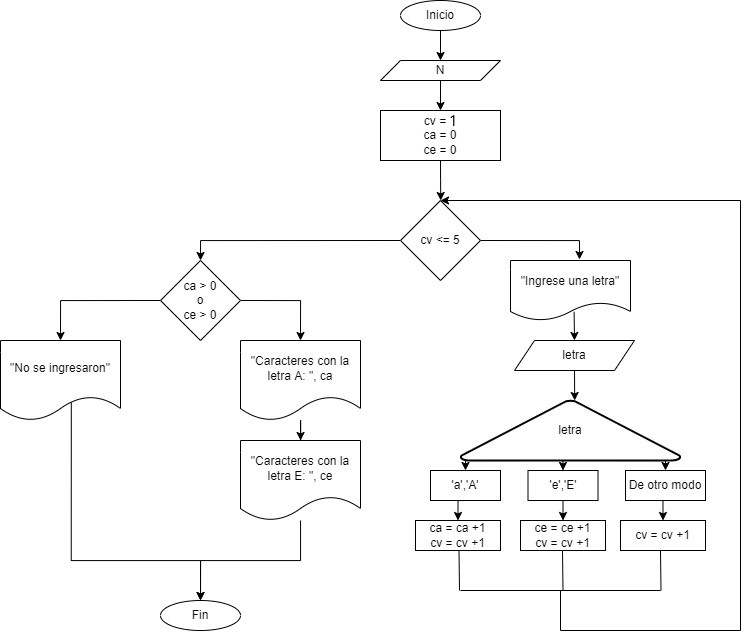 Inicio
N
cv = 1
ca = 0
ce = 0
cv <= 5
ca > 0
o
ce > 0
"Ingrese una letra"
"No se ingresaron"
"Caracteres con la
letra A: ", ca
letra
letra
"Caracteres con la
letra E: ", ce
'a','A'
'e','E'
De otro modo
ca = ca +1
cv = cv +1
ce = ce +1
cv = cv +1
cv = cv +1
Fin